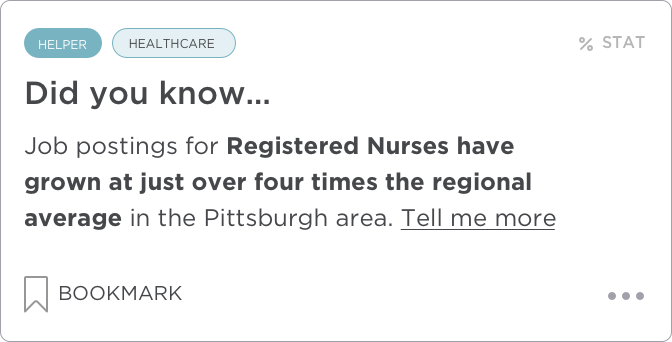 HELPER HEALTHCARE % STAT
Did you know...
Job postings for Registered Nurses have
grown at just over four times the regional
average in the Pittsburgh area. Tell me more
BOOKMARK